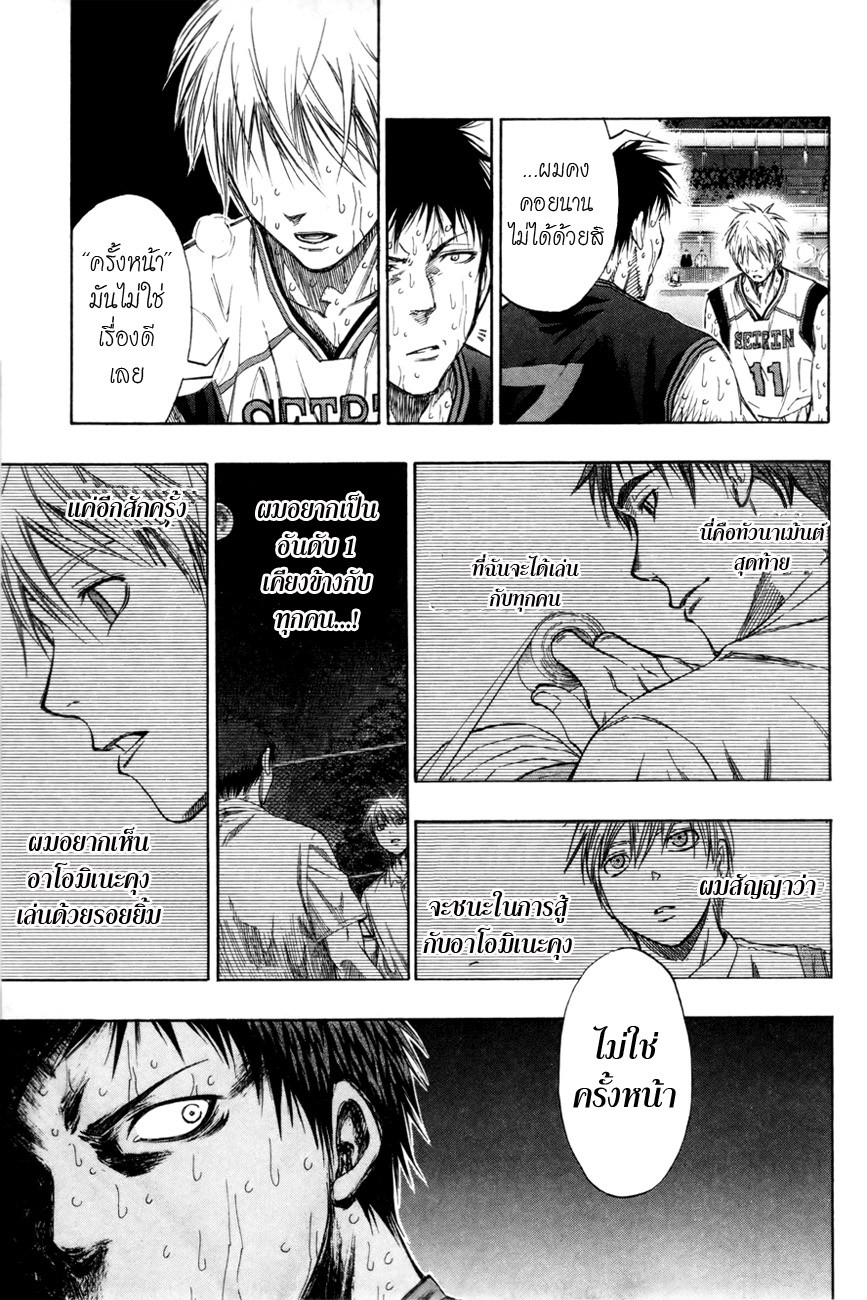 ...ผมคง
คอยนาน
ไม่ได้ด้วยสิ
SEIRIN
11
7
"ครั้งหน้า"
มันไม่ใช่
เรื่องดี
เลย
SEIRIN
นี่คือทัวนาเม้นต์
สุดท้าย
ที่ฉันจะได้เล่น
กับทุกคน
ผมอยากเป็น
อันดับ 1
เคียงข้างกับ
ทุกคน...!
แค่อีกสักครั้ง
ผมอยากเห็น
อาโอมิเนะคุง
เล่นด้วยรอยยิ้ม
ผมสัญญาว่า
จะชนะในการสู้
กับอาโอมิเนะคุง
ไม่ใช่
ครั้งหน้า